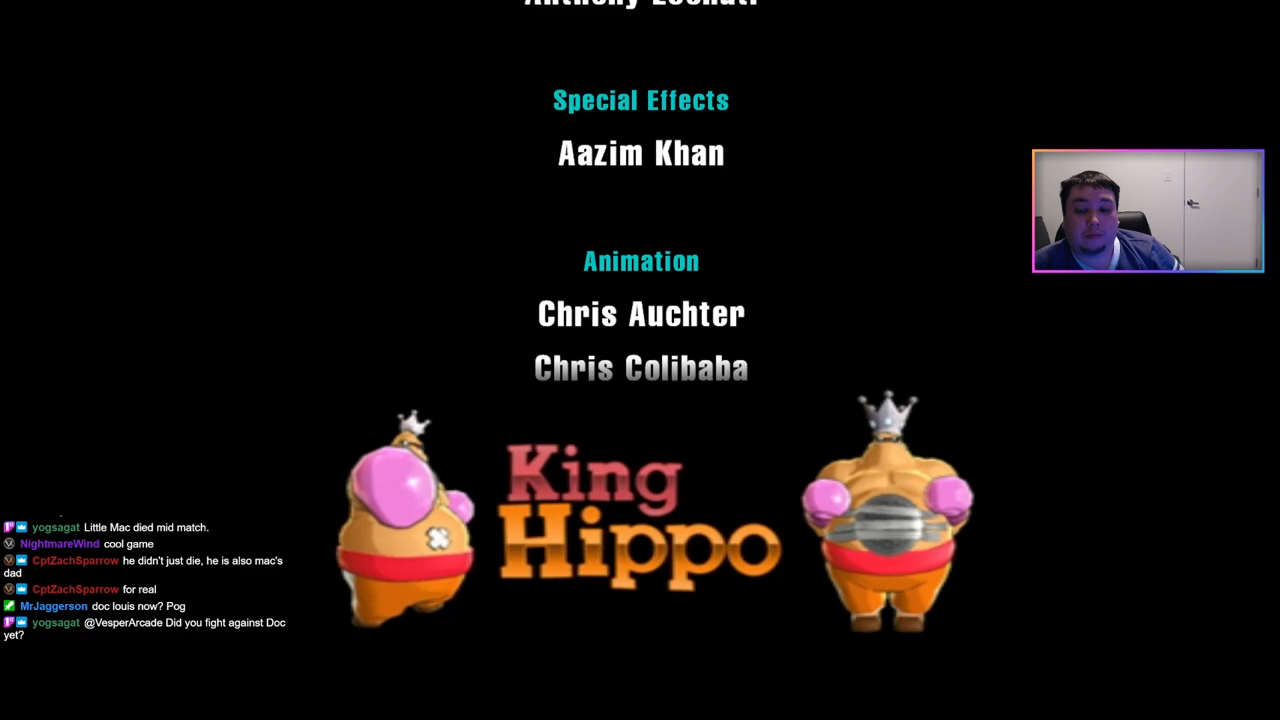 Special Effects
Aazim Khan
Animation
Chris Auchter
Chris Colibaba
King
Hippo
yogsagat Little Mac died mid match.
NightmareWind cool game
CptZachSparrow he didn't just die, he is also mac's
dad
CptZachSparrow for real
MrJaggerson doc louis now? Pog
yogsagat @VesperArcade Did you fight against Doc
yet?